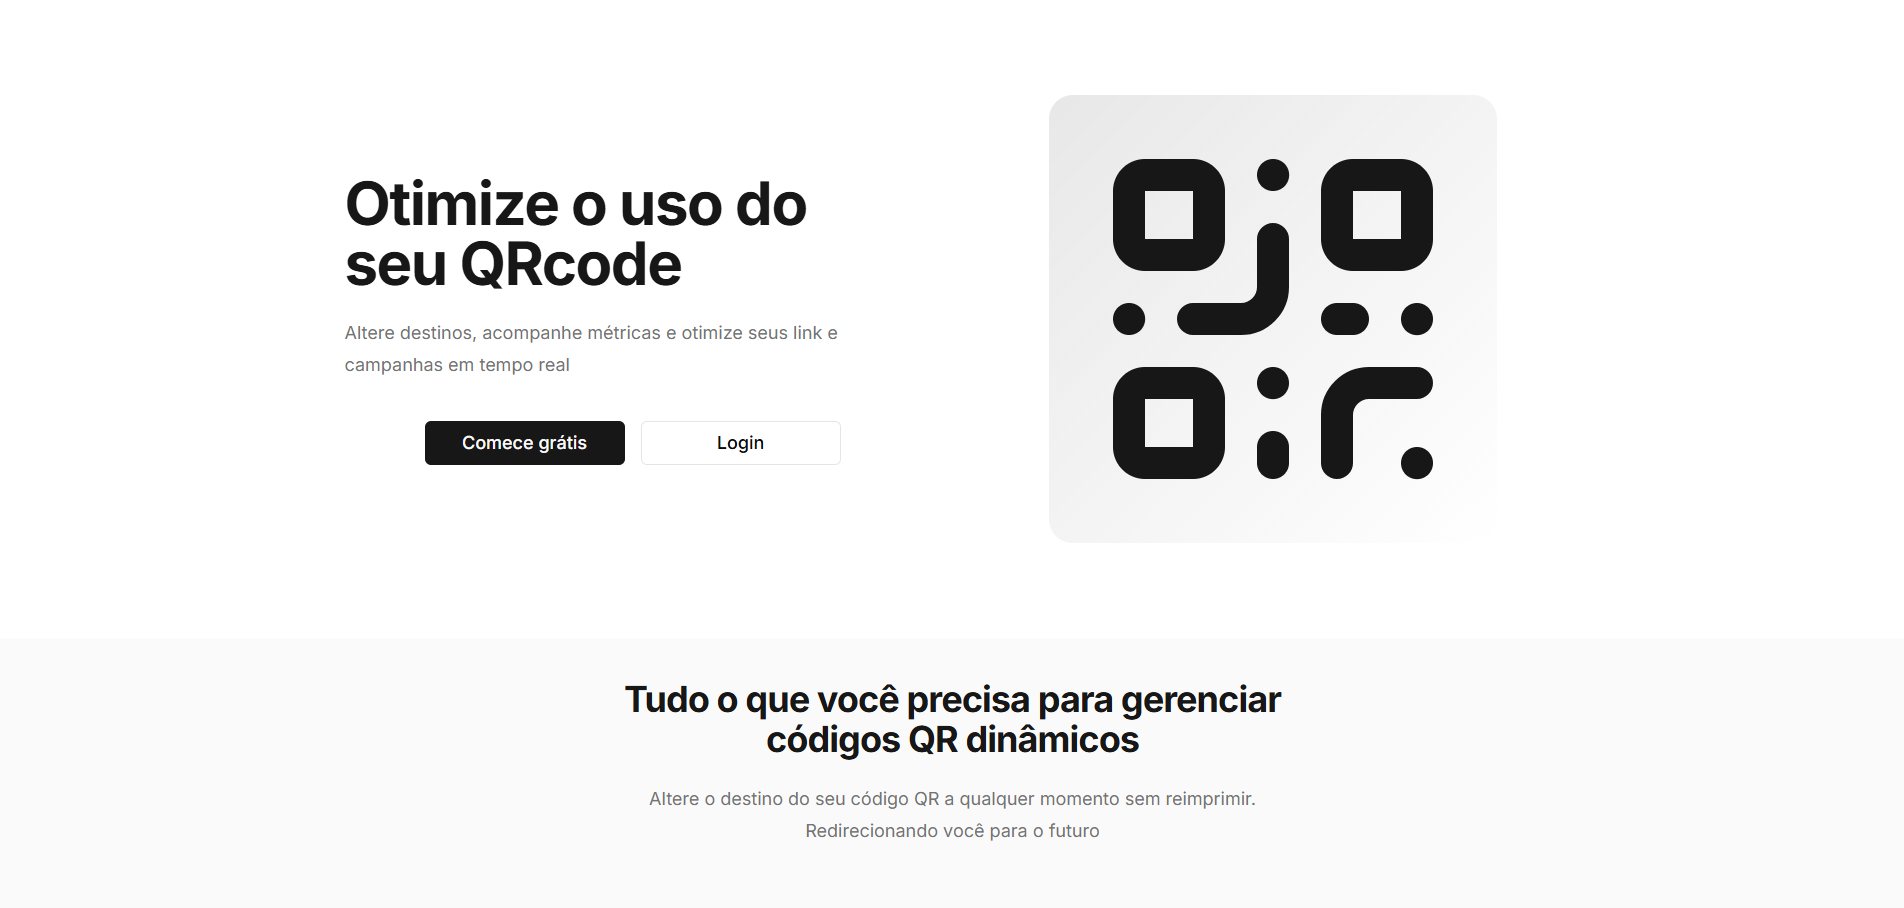 Otimize o uso do
seu QRcode
Altere destinos, acompanhe métricas e otimize seus link e
campanhas em tempo real
Comece grátis
Login
Tudo o que você precisa para gerenciar
códigos QR dinâmicos
Altere o destino do seu código QR a qualquer momento sem reimprimir.
Redirecionando você para o futuro